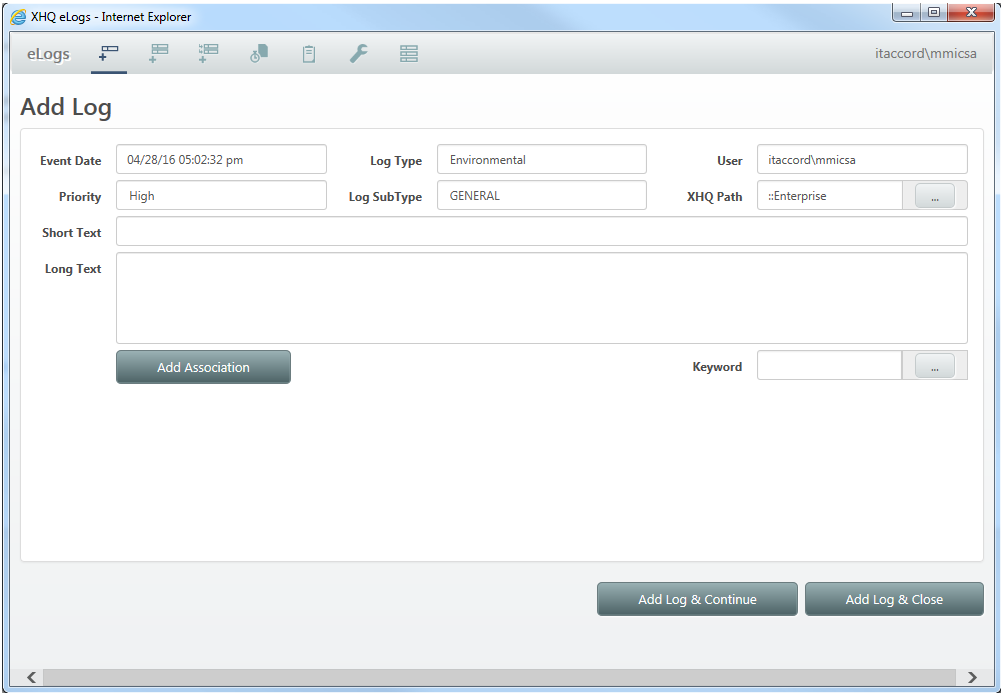 XHQ eLogs - Internet Explorer
eLogs itaccord\mmicsa
Add Log
Event Date 04/28/16 05:02:32 pm Log Type Environmental User itaccord\mmicsa
Priority High Log SubType GENERAL XHQ Path ::Enterprise ...
Short Text
Long Text
Add Association Keyword ...
Add Log & Continue Add Log & Close